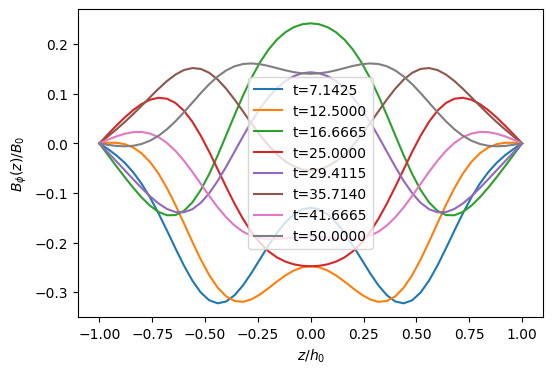 0.2
0.1
0.0
−0.1
−0.2
−0.3
B_ϕ(z)/B_0
t=7.1425
t=12.5000
t=16.6665
t=25.0000
t=29.4115
t=35.7140
t=41.6665
t=50.0000
−1.00 −0.75 −0.50 −0.25 0.00 0.25 0.50 0.75 1.00
z/h_0